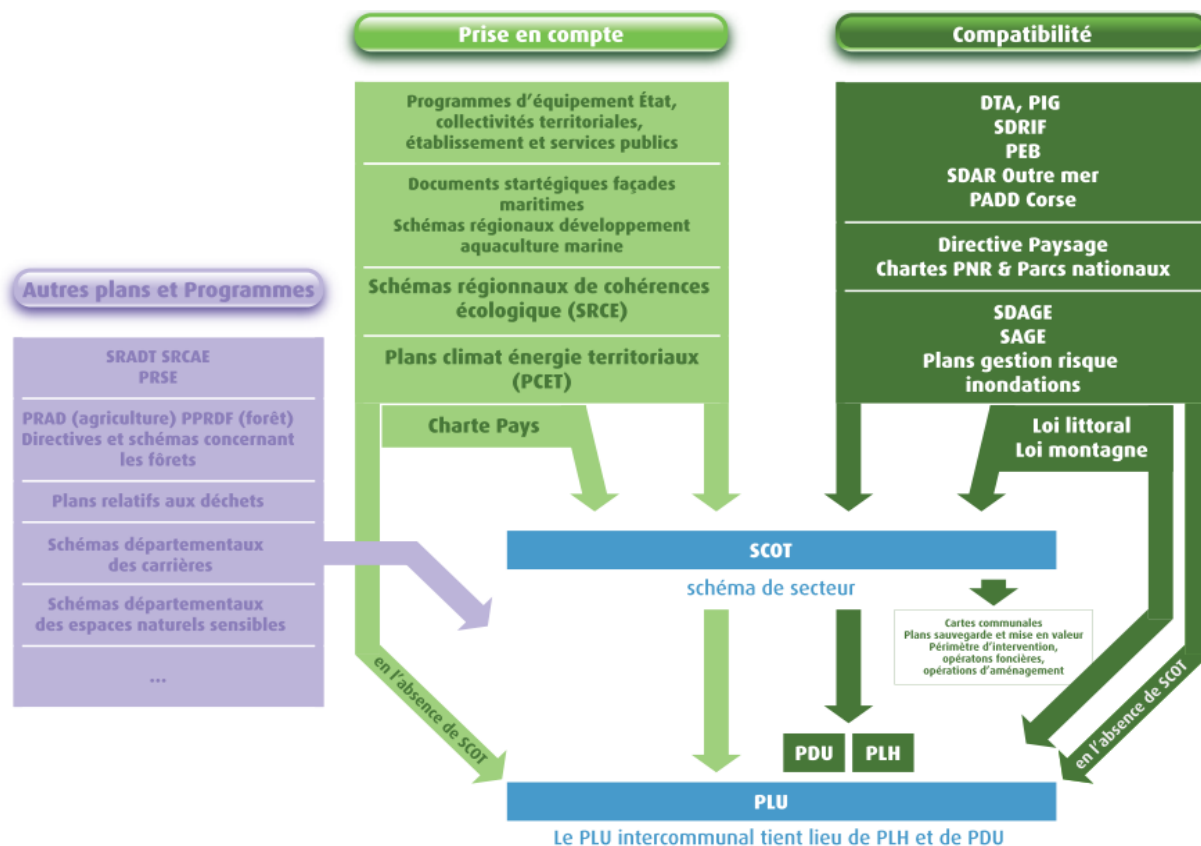 Prise en compte
Programmes d'équipement État,
collectivités territoriales,
établissement et services publics
Documents startégiques façades
maritimes
Schémas régionaux développement
aquaculture marine
Schémas régionnaux de cohérences
écologique (SRCE)
Plans climat énergie territoriaux
(PCET)
Charte Pays
Compatibilité
DTA, PIG
SDRIF
PEB
SDAR Outre mer
PADD Corse
Directive Paysage
Chartes PNR & Parcs nationaux
SDAGE
SAGE
Plans gestion risque
inondations
Loi littoral
Loi montagne
Autres plans et Programmes
SRADT SRCAE
PRSE
PRAD (agriculture) PPRDF (forêt)
Directives et schémas concernant
les fôrets
Plans relatifs aux déchets
Schémas départementaux
des carrières
Schémas départementaux
des espaces naturels sensibles
...
SCOT
schéma de secteur
Cartes communales
Plans sauvegarde et mise en valeur
Périmètre d'intervention,
opératons foncières,
opérations d'aménagement
en l'absence de SCOT
en l'absence de SCOT
PDU
PLH
PLU
Le PLU intercommunal tient lieu de PLH et de PDU